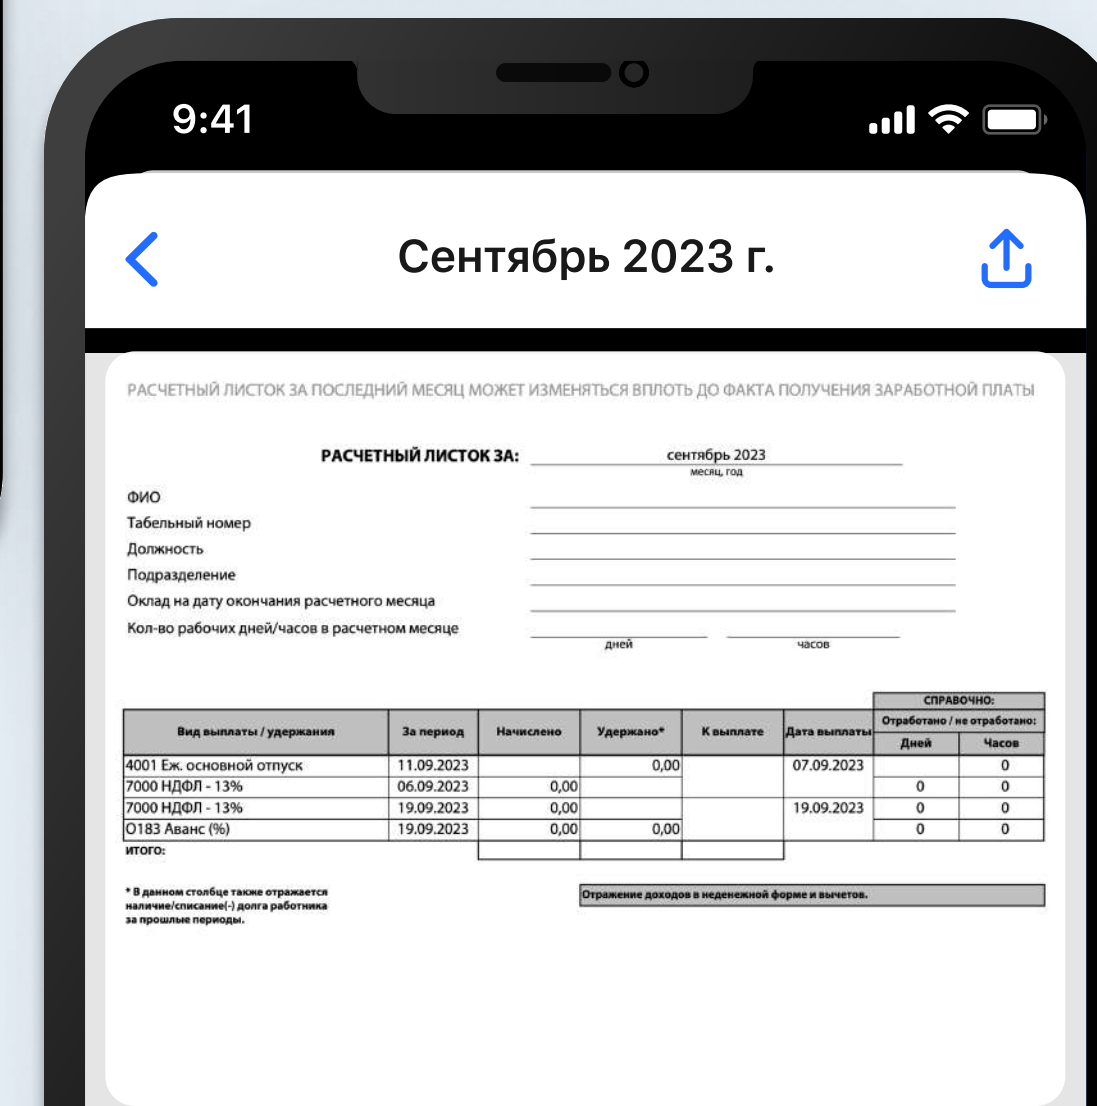 9:41
Сентябрь 2023 г.
РАСЧЕТНЫЙ ЛИСТОК ЗА ПОСЛЕДНИЙ МЕСЯЦ МОЖЕТ ИЗМЕНЯТЬСЯ ВПЛОТЬ ДО ФАКТА ПОЛУЧЕНИЯ ЗАРАБОТНОЙ ПЛАТЫ
РАСЧЕТНЫЙ ЛИСТОК ЗА: сентябрь 2023
месяц, год
ФИО
Табельный номер
Должность
Подразделение
Оклад на дату окончания расчетного месяца
Кол-во рабочих дней/часов в расчетном месяце
дней часов
СПРАВОЧНО:
Вид выплаты / удержания За период Начислено Удержано* К выплате Дата выплаты Отработано / не отработано:
Дней Часов
4001 Еж. основной отпуск 11.09.2023 0,00 07.09.2023 0
7000 НДФЛ - 13% 06.09.2023 0,00 0 0
7000 НДФЛ - 13% 19.09.2023 0,00 19.09.2023 0 0
О183 Аванс (%) 19.09.2023 0,00 0,00 0 0
ИТОГО:
* В данном столбце также отражается
наличие/списание(-) долга работника
за прошлые периоды.
Отражение доходов в неденежной форме и вычетов.